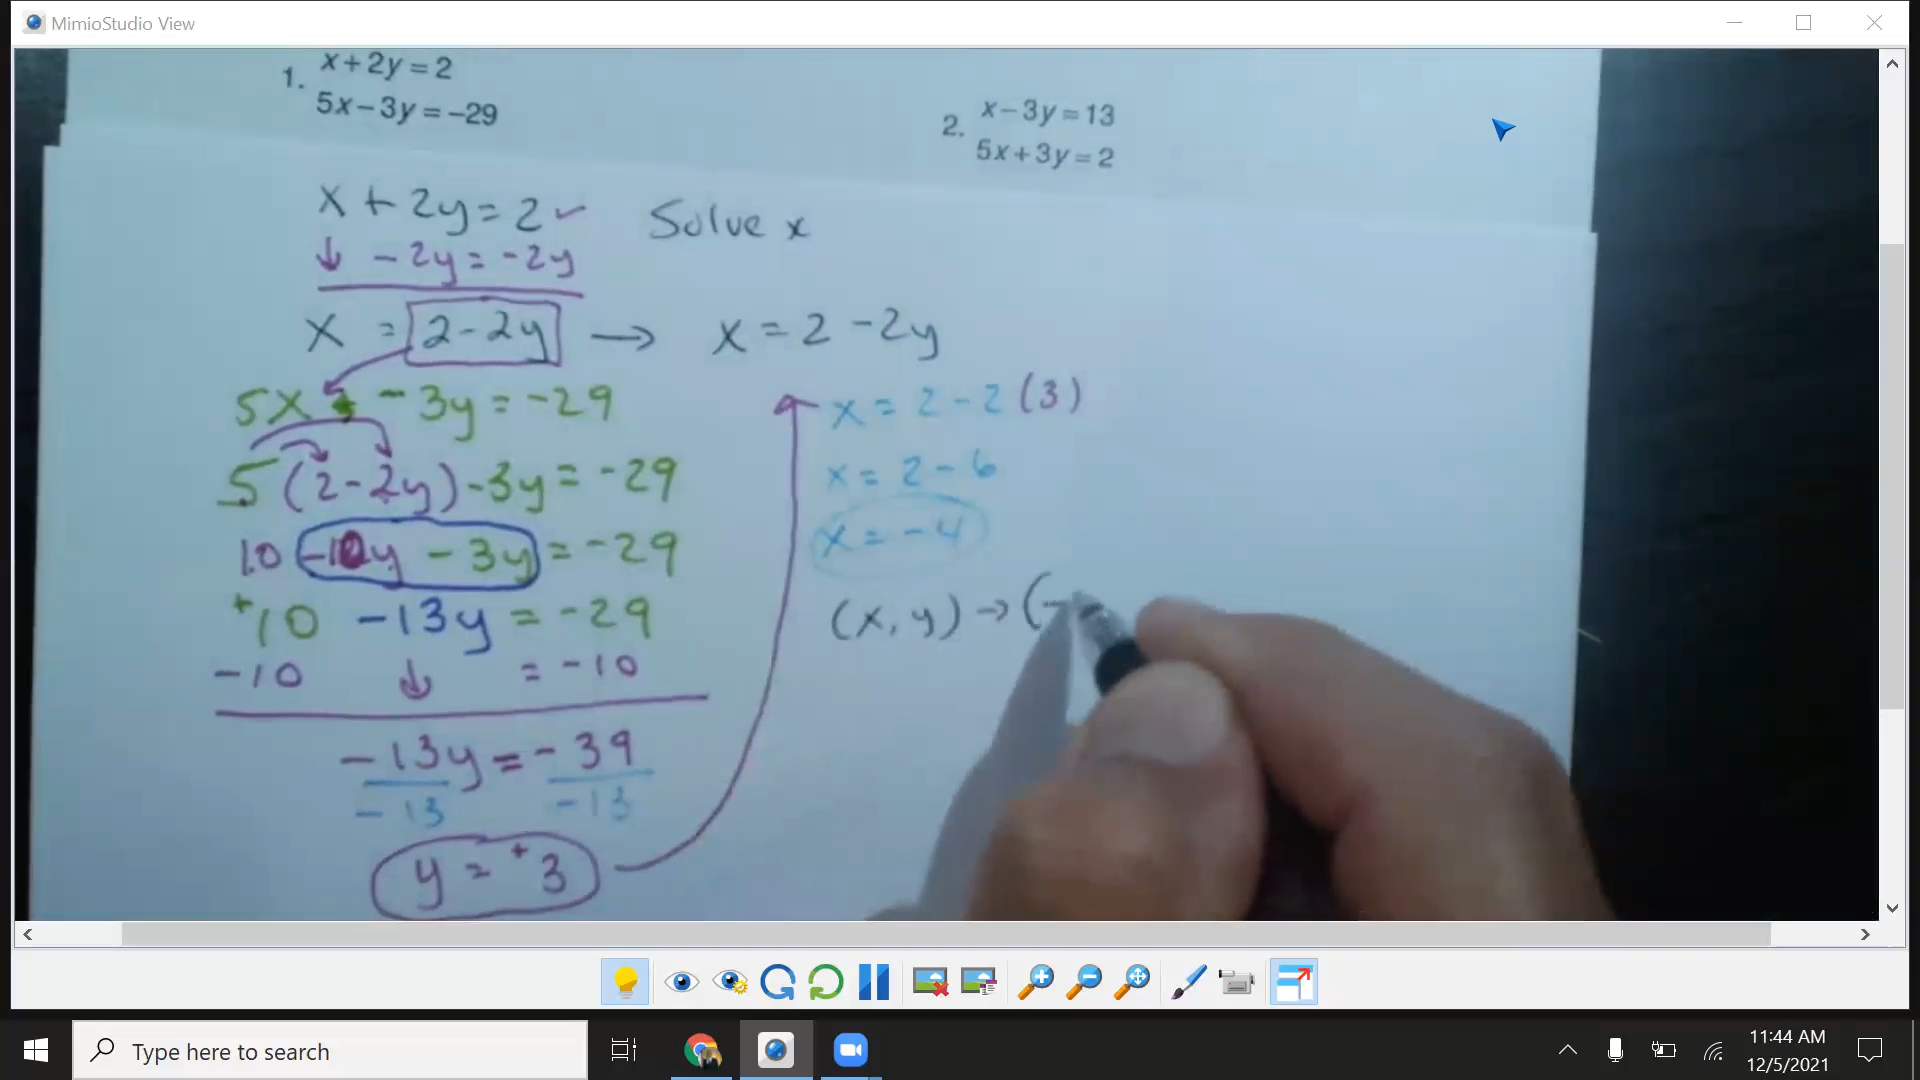 MimioStudio View
1. x+2y=2
5x-3y=-29
2. x-3y=13
5x+3y=2
x + 2y = 2 ✓ Solve x
↓ - 2y = -2y
x = 2-2y → x = 2 -2y
5x - 3y = -29
5(2-2y)-3y = -29
10 -10y - 3y = -29
+10 -13y = -29
-10 ↓ = -10
-13y = -39
-13 -13
y = +3
x = 2-2(3)
x = 2-6
x = -4
(x, y) → (-
Type here to search
11:44 AM
12/5/2021